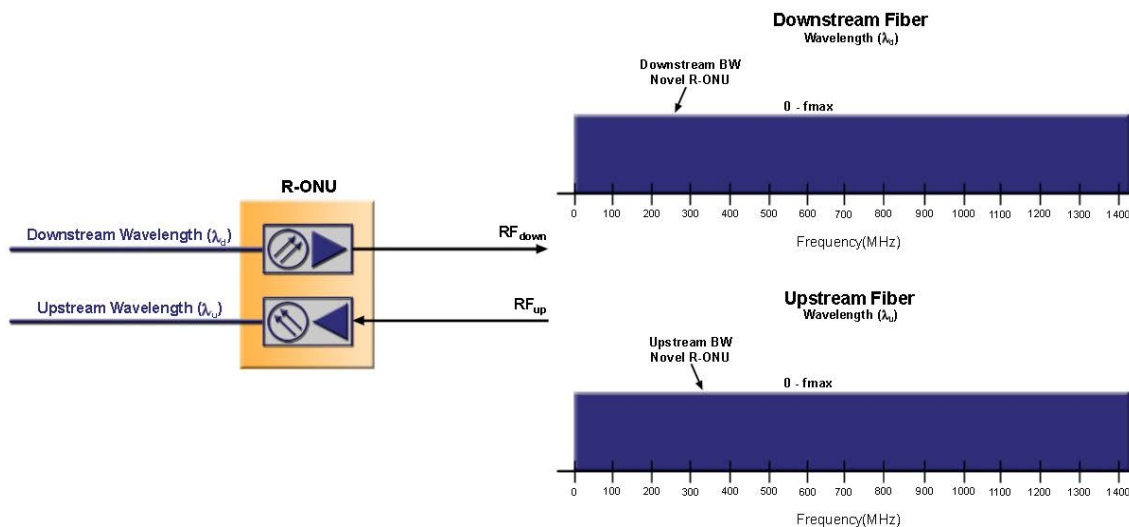 R-ONU
Downstream Wavelength (λd)
RFdown
Upstream Wavelength (λu)
RFup
Downstream Fiber
Wavelength (λd)
Downstream BW
Novel R-ONU
0 - fmax
0 100 200 300 400 500 600 700 800 900 1000 1100 1200 1300 1400
Frequency(MHz)
Upstream Fiber
Wavelength (λu)
Upstream BW
Novel R-ONU
0 - fmax
0 100 200 300 400 500 600 700 800 900 1000 1100 1200 1300 1400
Frequency(MHz)